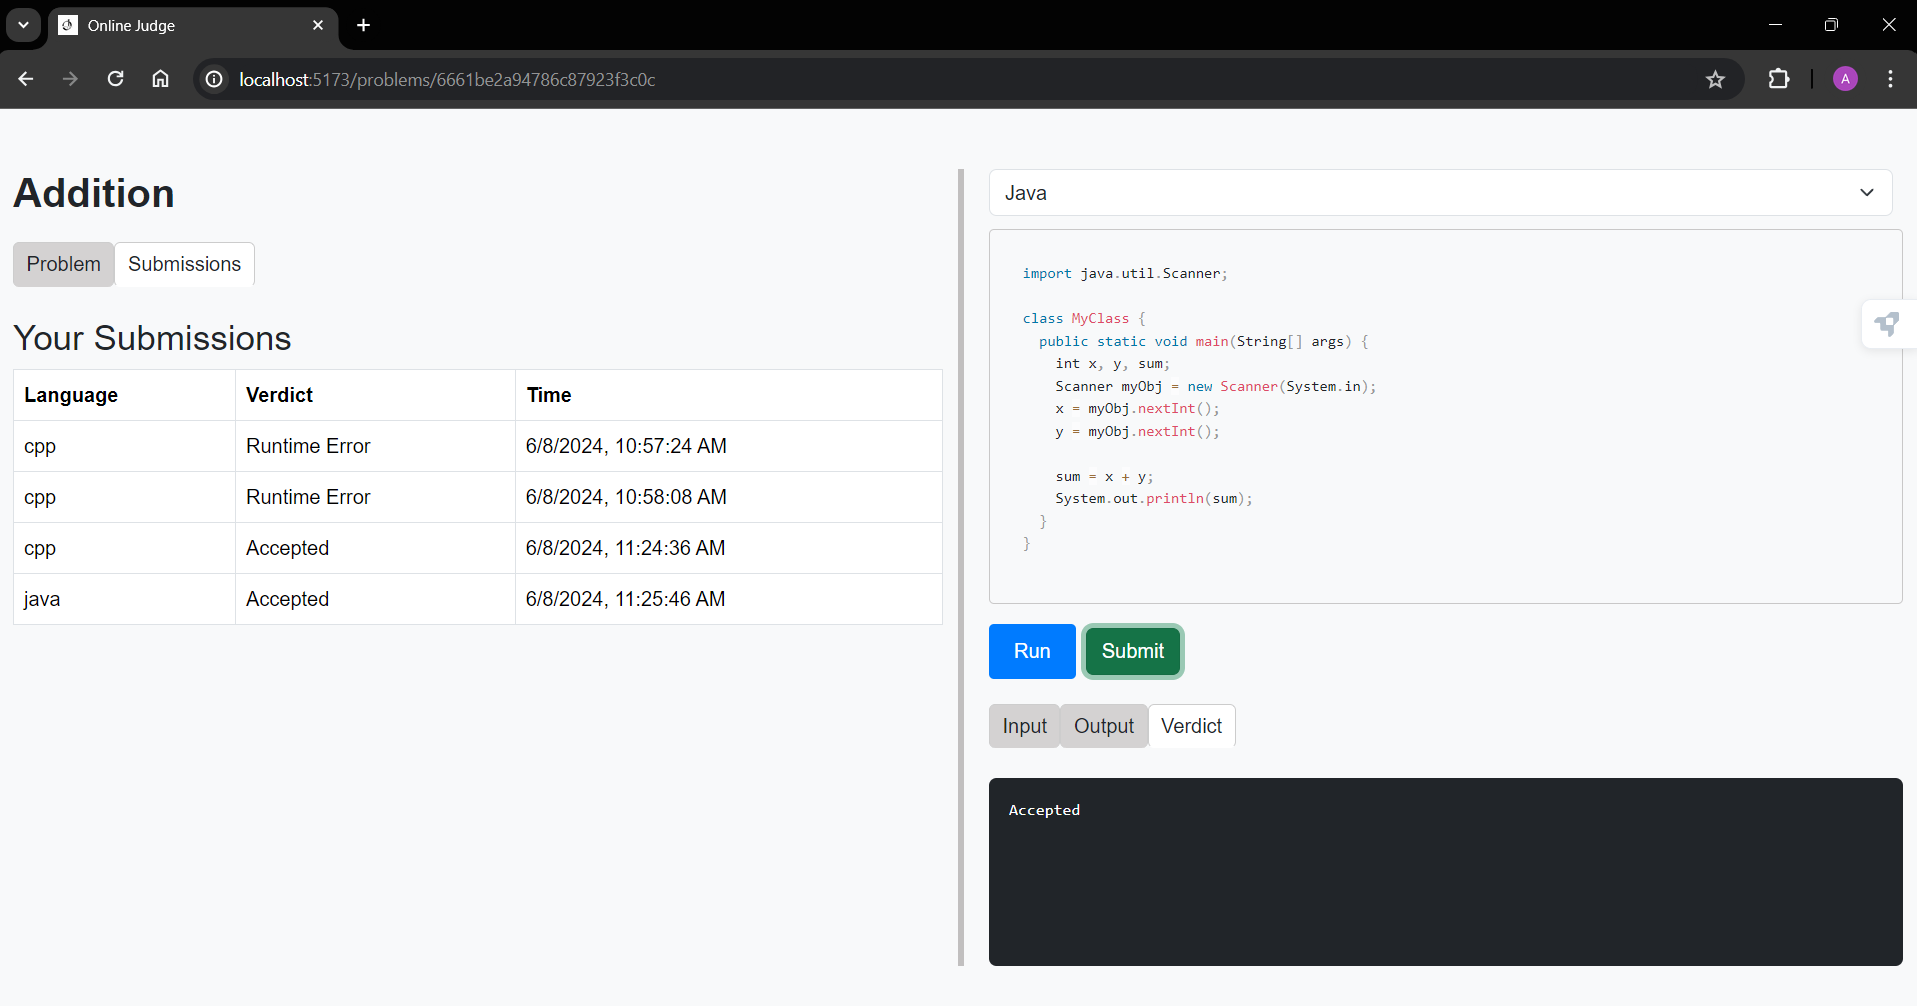 Online Judge
localhost:5173/problems/6661be2a94786c87923f3c0c
A
Addition
Problem
Submissions
Your Submissions
Language Verdict Time
cpp Runtime Error 6/8/2024, 10:57:24 AM
cpp Runtime Error 6/8/2024, 10:58:08 AM
cpp Accepted 6/8/2024, 11:24:36 AM
java Accepted 6/8/2024, 11:25:46 AM
Java
import java.util.Scanner;
class MyClass {
public static void main(String[] args) {
int x, y, sum;
Scanner myObj = new Scanner(System.in);
x = myObj.nextInt();
y = myObj.nextInt();
sum = x + y;
System.out.println(sum);
}
}
Run
Submit
Input
Output
Verdict
Accepted